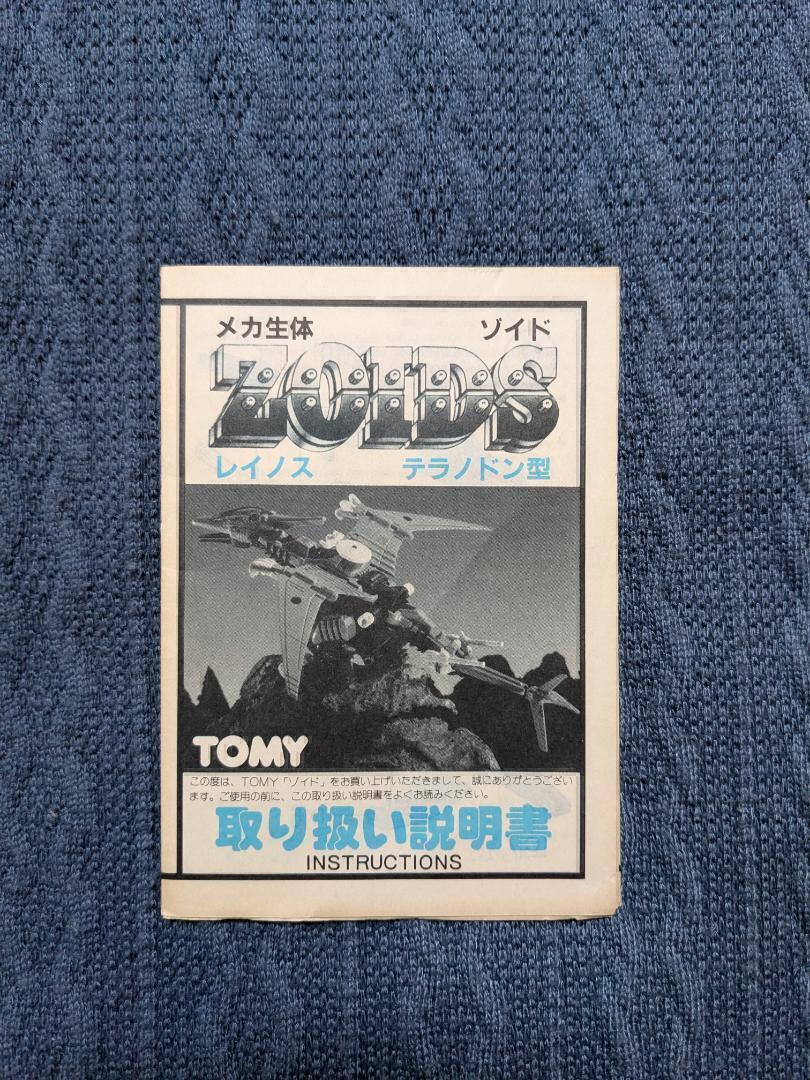 メカ生体 ゾイド
ZOIDS
レイノス テラノドン型
TOMY
この度は、TOMY「ゾイド」をお買い上げいただきまして、誠にありがとうござい
ます。ご使用の前に、この取り扱い説明書をよくお読みください。
取り扱い説明書
INSTRUCTIONS